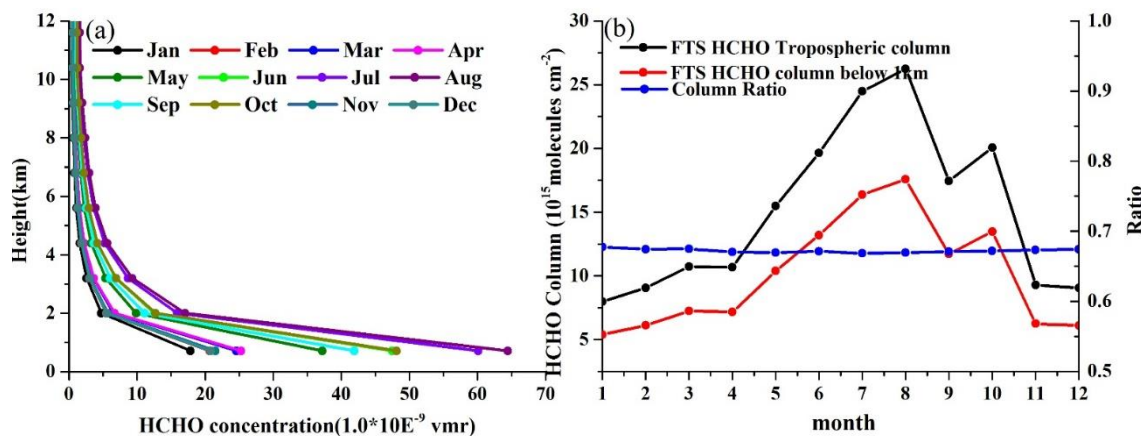 (a)
Jan Feb Mar Apr
May Jun Jul Aug
Sep Oct Nov Dec
12
10
8
6
4
2
0
Height(km)
0 10 20 30 40 50 60 70
HCHO concentration(1.0*10E⁻⁹ vmr)
(b)
FTS HCHO Tropospheric column
FTS HCHO column below km
Column Ratio
30
25
20
15
10
5
HCHO Column (10¹⁵molecules cm⁻²)
1.0
0.9
0.8
0.7
0.6
0.5
Ratio
1 2 3 4 5 6 7 8 9 10 11 12
month